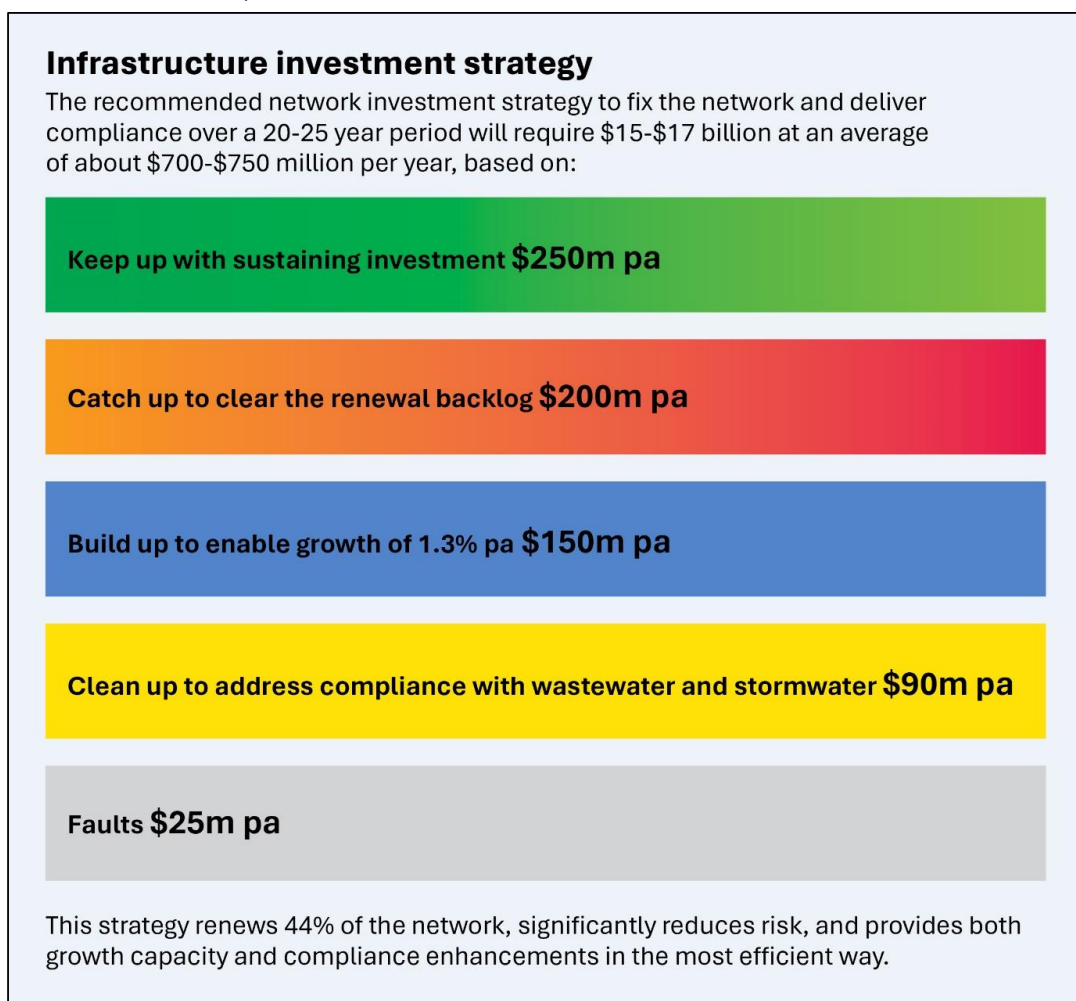 Infrastructure investment strategy
The recommended network investment strategy to fix the network and deliver
compliance over a 20-25 year period will require $15-$17 billion at an average
of about $700-$750 million per year, based on:
Keep up with sustaining investment $250m pa
Catch up to clear the renewal backlog $200m pa
Build up to enable growth of 1.3% pa $150m pa
Clean up to address compliance with wastewater and stormwater $90m pa
Faults $25m pa
This strategy renews 44% of the network, significantly reduces risk, and provides both
growth capacity and compliance enhancements in the most efficient way.